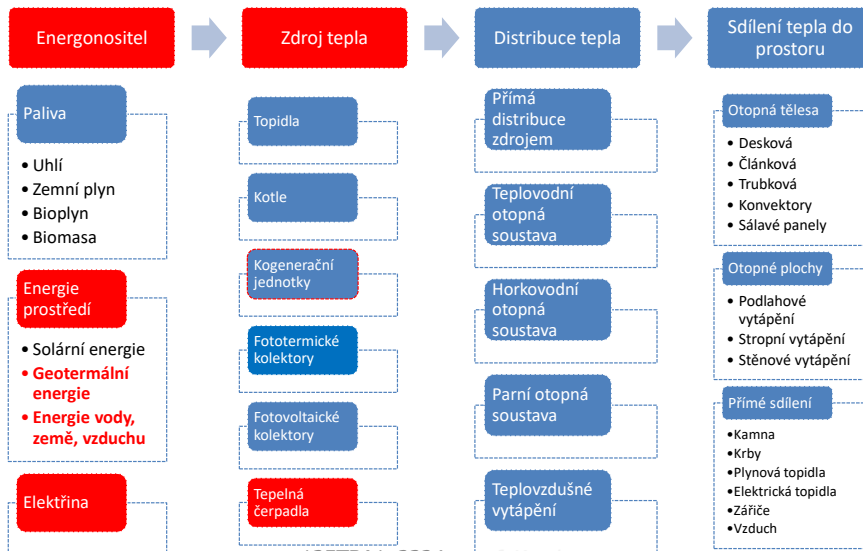 Energonositel
Zdroj tepla
Distribuce tepla
Sdílení tepla do
prostoru
Paliva
• Uhlí
• Zemní plyn
• Bioplyn
• Biomasa
Energie
prostředí
• Solární energie
• Geotermální
energie
• Energie vody,
země, vzduchu
Elektřina
Topidla
Kotle
Kogenerační
jednotky
Fototermické
kolektory
Fotovoltaické
kolektory
Tepelná
čerpadla
Přímá
distribuce
zdrojem
Teplovodní
otopná
soustava
Horkovodní
otopná
soustava
Parní otopná
soustava
Teplovzdušné
vytápění
Otopná tělesa
• Desková
• Článková
• Trubková
• Konvektory
• Sálavé panely
Otopné plochy
• Podlahové
vytápění
• Stropní vytápění
• Stěnové vytápění
Přímé sdílení
•Kamna
•Krby
•Plynová topidla
•Elektrická topidla
•Zářiče
•Vzduch